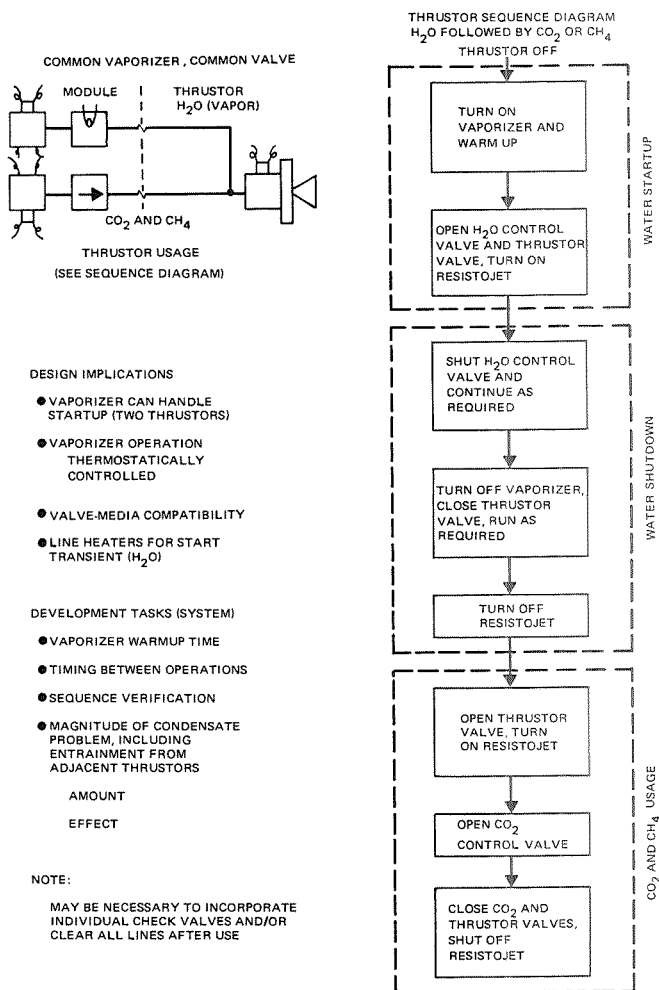 COMMON VAPORIZER, COMMON VALVE
MODULE
THRUSTOR
H₂O (VAPOR)
CO₂ AND CH₄
THRUSTOR USAGE
(SEE SEQUENCE DIAGRAM)
DESIGN IMPLICATIONS
● VAPORIZER CAN HANDLE
STARTUP (TWO THRUSTORS)
● VAPORIZER OPERATION
THERMOSTATICALLY
CONTROLLED
● VALVE-MEDIA COMPATIBILITY
● LINE HEATERS FOR START
TRANSIENT (H₂O)
DEVELOPMENT TASKS (SYSTEM)
● VAPORIZER WARMUP TIME
● TIMING BETWEEN OPERATIONS
● SEQUENCE VERIFICATION
● MAGNITUDE OF CONDENSATE
PROBLEM, INCLUDING
ENTRAINMENT FROM
ADJACENT THRUSTORS
AMOUNT
EFFECT
NOTE:
MAY BE NECESSARY TO INCORPORATE
INDIVIDUAL CHECK VALVES AND/OR
CLEAR ALL LINES AFTER USE
THRUSTOR SEQUENCE DIAGRAM
H₂O FOLLOWED BY CO₂ OR CH₄
THRUSTOR OFF
TURN ON
VAPORIZER AND
WARM UP
OPEN H₂O CONTROL
VALVE AND THRUSTOR
VALVE, TURN ON
RESISTOJET
WATER STARTUP
SHUT H₂O CONTROL
VALVE AND
CONTINUE AS
REQUIRED
TURN OFF VAPORIZER,
CLOSE THRUSTOR
VALVE, RUN AS
REQUIRED
TURN OFF
RESISTOJET
WATER SHUTDOWN
OPEN THRUSTOR
VALVE, TURN
ON RESISTOJET
OPEN CO₂
CONTROL VALVE
CLOSE CO₂ AND
THRUSTOR VALVES,
SHUT OFF
RESISTOJET
CO₂ AND CH₄ USAGE